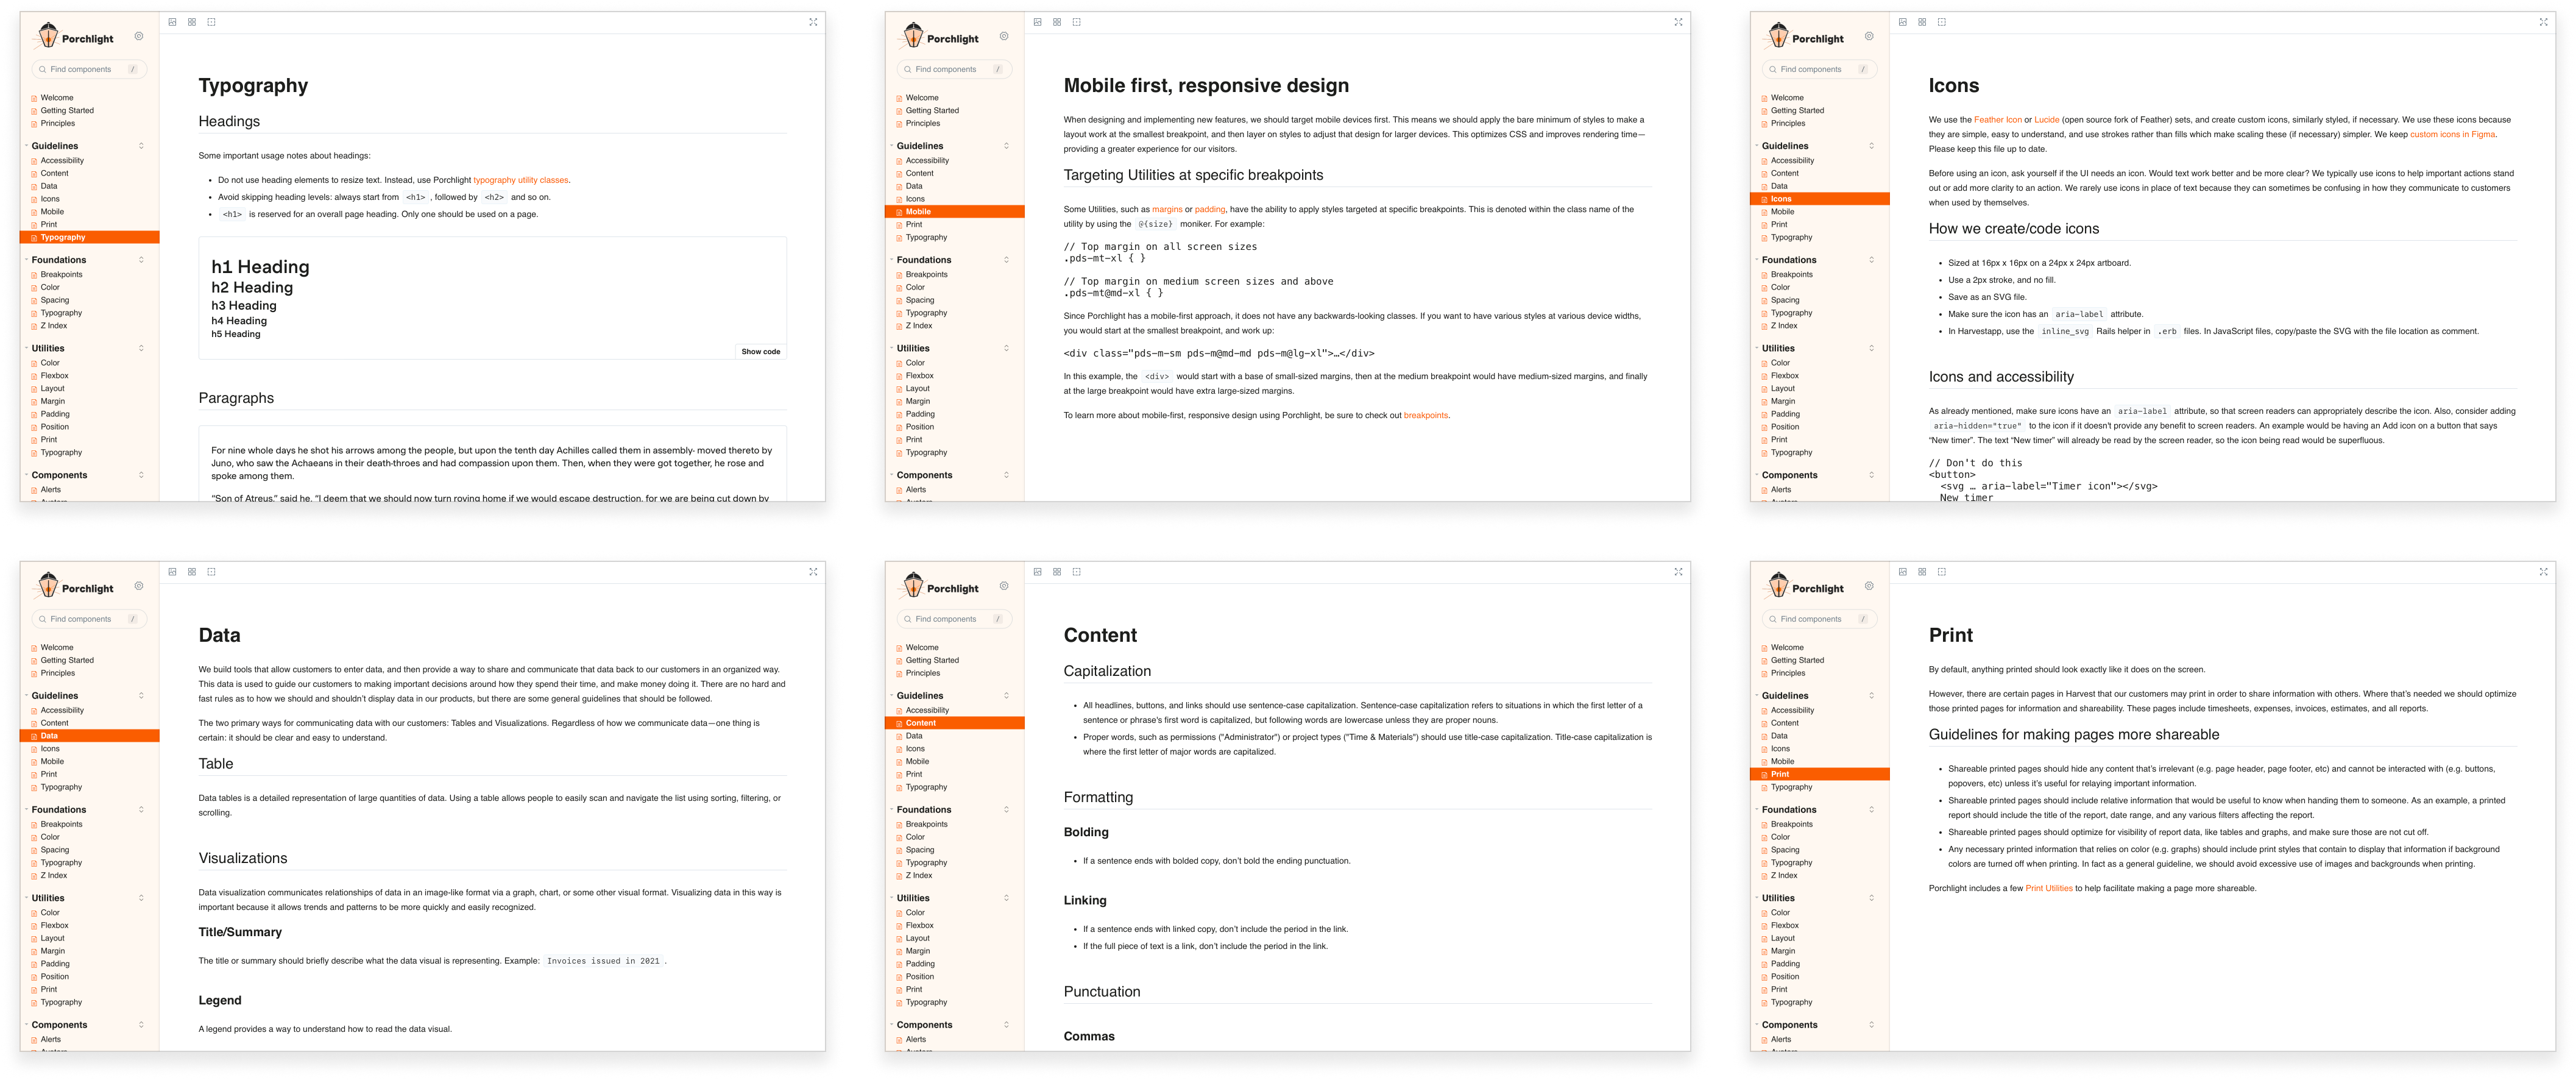 Porchlight
Find components /
Welcome
Getting Started
Principles
Guidelines
Accessibility
Content
Data
Icons
Mobile
Print
Typography
Foundations
Breakpoints
Color
Spacing
Typography
Z Index
Utilities
Color
Flexbox
Layout
Margin
Padding
Position
Print
Typography
Components
Alerts
Typography
Headings
Some important usage notes about headings:
• Do not use heading elements to resize text. Instead, use Porchlight typography utility classes.
• Avoid skipping heading levels: always start from <h1>, followed by <h2> and so on.
• <h1> is reserved for an overall page heading. Only one should be used on a page.
h1 Heading
h2 Heading
h3 Heading
h4 Heading
h5 Heading
Show code
Paragraphs
For nine whole days he shot his arrows among the people, but upon the tenth day Achilles called them in assembly- moved thereto by
Juno, who saw the Achaeans in their death-throes and had compassion upon them. Then, when they were got together, he rose and
spoke among them.
"Son of Atreus," said he, "I deem that we should now turn roving home if we would escape destruction, for we are being cut down by
Porchlight
Find components /
Welcome
Getting Started
Principles
Guidelines
Accessibility
Content
Data
Icons
Mobile
Print
Typography
Foundations
Breakpoints
Color
Spacing
Typography
Z Index
Utilities
Color
Flexbox
Layout
Margin
Padding
Position
Print
Typography
Components
Alerts
Mobile first, responsive design
When designing and implementing new features, we should target mobile devices first. This means we should apply the bare minimum of styles to make a
layout work at the smallest breakpoint, and then layer on styles to adjust that design for larger devices. This optimizes CSS and improves rendering time—
providing a greater experience for our visitors.
Targeting Utilities at specific breakpoints
Some Utilities, such as margins or padding, have the ability to apply styles targeted at specific breakpoints. This is denoted within the class name of the
utility by using the @{size} moniker. For example:
// Top margin on all screen sizes
.pds-mt-xl { }
// Top margin on medium screen sizes and above
.pds-mt@md-xl { }
Since Porchlight has a mobile-first approach, it does not have any backwards-looking classes. If you want to have various styles at various device widths,
you would start at the smallest breakpoint, and work up:
<div class="pds-m-sm pds-m@md-md pds-m@lg-xl">…</div>
In this example, the <div> would start with a base of small-sized margins, then at the medium breakpoint would have medium-sized margins, and finally
at the large breakpoint would have extra large-sized margins.
To learn more about mobile-first, responsive design using Porchlight, be sure to check out breakpoints.
Porchlight
Find components /
Welcome
Getting Started
Principles
Guidelines
Accessibility
Content
Data
Icons
Mobile
Print
Typography
Foundations
Breakpoints
Color
Spacing
Typography
Z Index
Utilities
Color
Flexbox
Layout
Margin
Padding
Position
Print
Typography
Components
Alerts
Icons
We use the Feather Icon or Lucide (open source fork of Feather) sets, and create custom icons, similarly styled, if necessary. We use these icons because
they are simple, easy to understand, and use strokes rather than fills which make scaling these (if necessary) simpler. We keep custom icons in Figma.
Please keep this file up to date.
Before using an icon, ask yourself if the UI needs an icon. Would text work better and be more clear? We typically use icons to help important actions stand
out or add more clarity to an action. We rarely use icons in place of text because they can sometimes be confusing in how they communicate to customers
when used by themselves.
How we create/code icons
• Sized at 16px x 16px on a 24px x 24px artboard.
• Use a 2px stroke, and no fill.
• Save as an SVG file.
• Make sure the icon has an aria-label attribute.
• In Harvestapp, use the inline_svg Rails helper in .erb files. In JavaScript files, copy/paste the SVG with the file location as comment.
Icons and accessibility
As already mentioned, make sure icons have an aria-label attribute, so that screen readers can appropriately describe the icon. Also, consider adding
aria-hidden="true" to the icon if it doesn't provide any benefit to screen readers. An example would be having an Add icon on a button that says
"New timer". The text "New timer" will already be read by the screen reader, so the icon being read would be superfluous.
// Don't do this
<button>
<svg … aria-label="Timer icon"></svg>
New timer
Porchlight
Find components /
Welcome
Getting Started
Principles
Guidelines
Accessibility
Content
Data
Icons
Mobile
Print
Typography
Foundations
Breakpoints
Color
Spacing
Typography
Z Index
Utilities
Color
Flexbox
Layout
Margin
Padding
Position
Print
Typography
Components
Alerts
Data
We build tools that allow customers to enter data, and then provide a way to share and communicate that data back to our customers in an organized way.
This data is used to guide our customers to making important decisions around how they spend their time, and make money doing it. There are no hard and
fast rules as to how we should and shouldn't display data in our products, but there are some general guidelines that should be followed.
The two primary ways for communicating data with our customers: Tables and Visualizations. Regardless of how we communicate data—one thing is
certain: it should be clear and easy to understand.
Table
Data tables is a detailed representation of large quantities of data. Using a table allows people to easily scan and navigate the list using sorting, filtering, or
scrolling.
Visualizations
Data visualization communicates relationships of data in an image-like format via a graph, chart, or some other visual format. Visualizing data in this way is
important because it allows trends and patterns to be more quickly and easily recognized.
Title/Summary
The title or summary should briefly describe what the data visual is representing. Example: Invoices issued in 2021.
Legend
A legend provides a way to understand how to read the data visual.
Porchlight
Find components /
Welcome
Getting Started
Principles
Guidelines
Accessibility
Content
Data
Icons
Mobile
Print
Typography
Foundations
Breakpoints
Color
Spacing
Typography
Z Index
Utilities
Color
Flexbox
Layout
Margin
Padding
Position
Print
Typography
Components
Alerts
Content
Capitalization
• All headlines, buttons, and links should use sentence-case capitalization. Sentence-case capitalization refers to situations in which the first letter of a
sentence or phrase's first word is capitalized, but following words are lowercase unless they are proper nouns.
• Proper words, such as permissions ("Administrator") or project types ("Time & Materials") should use title-case capitalization. Title-case capitalization is
where the first letter of major words are capitalized.
Formatting
Bolding
• If a sentence ends with bolded copy, don't bold the ending punctuation.
Linking
• If a sentence ends with linked copy, don't include the period in the link.
• If the full piece of text is a link, don't include the period in the link.
Punctuation
Commas
Porchlight
Find components /
Welcome
Getting Started
Principles
Guidelines
Accessibility
Content
Data
Icons
Mobile
Print
Typography
Foundations
Breakpoints
Color
Spacing
Typography
Z Index
Utilities
Color
Flexbox
Layout
Margin
Padding
Position
Print
Typography
Components
Alerts
Print
By default, anything printed should look exactly like it does on the screen.
However, there are certain pages in Harvest that our customers may print in order to share information with others. Where that's needed we should optimize
those printed pages for information and shareability. These pages include timesheets, expenses, invoices, estimates, and all reports.
Guidelines for making pages more shareable
• Shareable printed pages should hide any content that's irrelevant (e.g. page header, page footer, etc) and cannot be interacted with (e.g. buttons,
popovers, etc) unless it's useful for relaying important information.
• Shareable printed pages should include relative information that would be useful to know when handing them to someone. As an example, a printed
report should include the title of the report, date range, and any various filters affecting the report.
• Shareable printed pages should optimize for visibility of report data, like tables and graphs, and make sure those are not cut off.
• Any necessary printed information that relies on color (e.g. graphs) should include print styles that contain to display that information if background
colors are turned off when printing. In fact as a general guideline, we should avoid excessive use of images and backgrounds when printing.
Porchlight includes a few Print Utilities to help facilitate making a page more shareable.